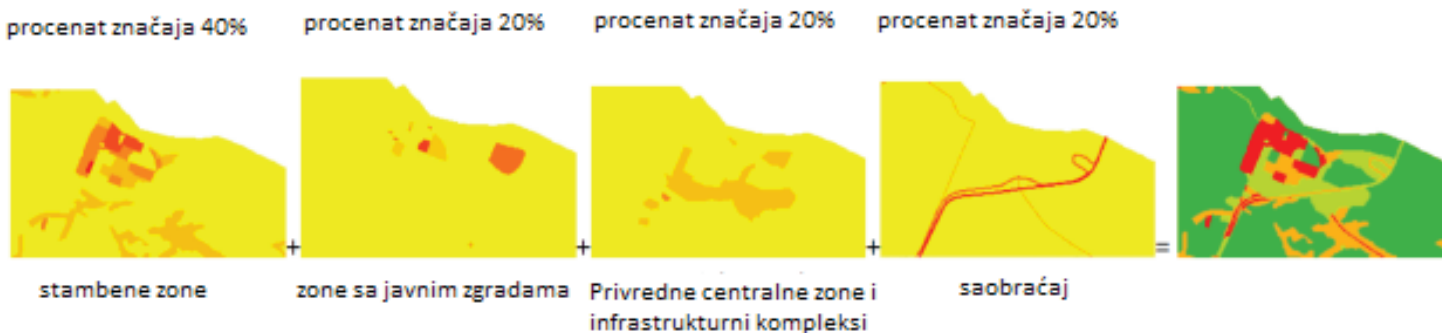 procenat značaja 40%
procenat značaja 20%
procenat značaja 20%
procenat značaja 20%
+
+
+
=
stambene zone
zone sa javnim zgradama
Privredne centralne zone i
infrastrukturni kompleksi
saobraćaj